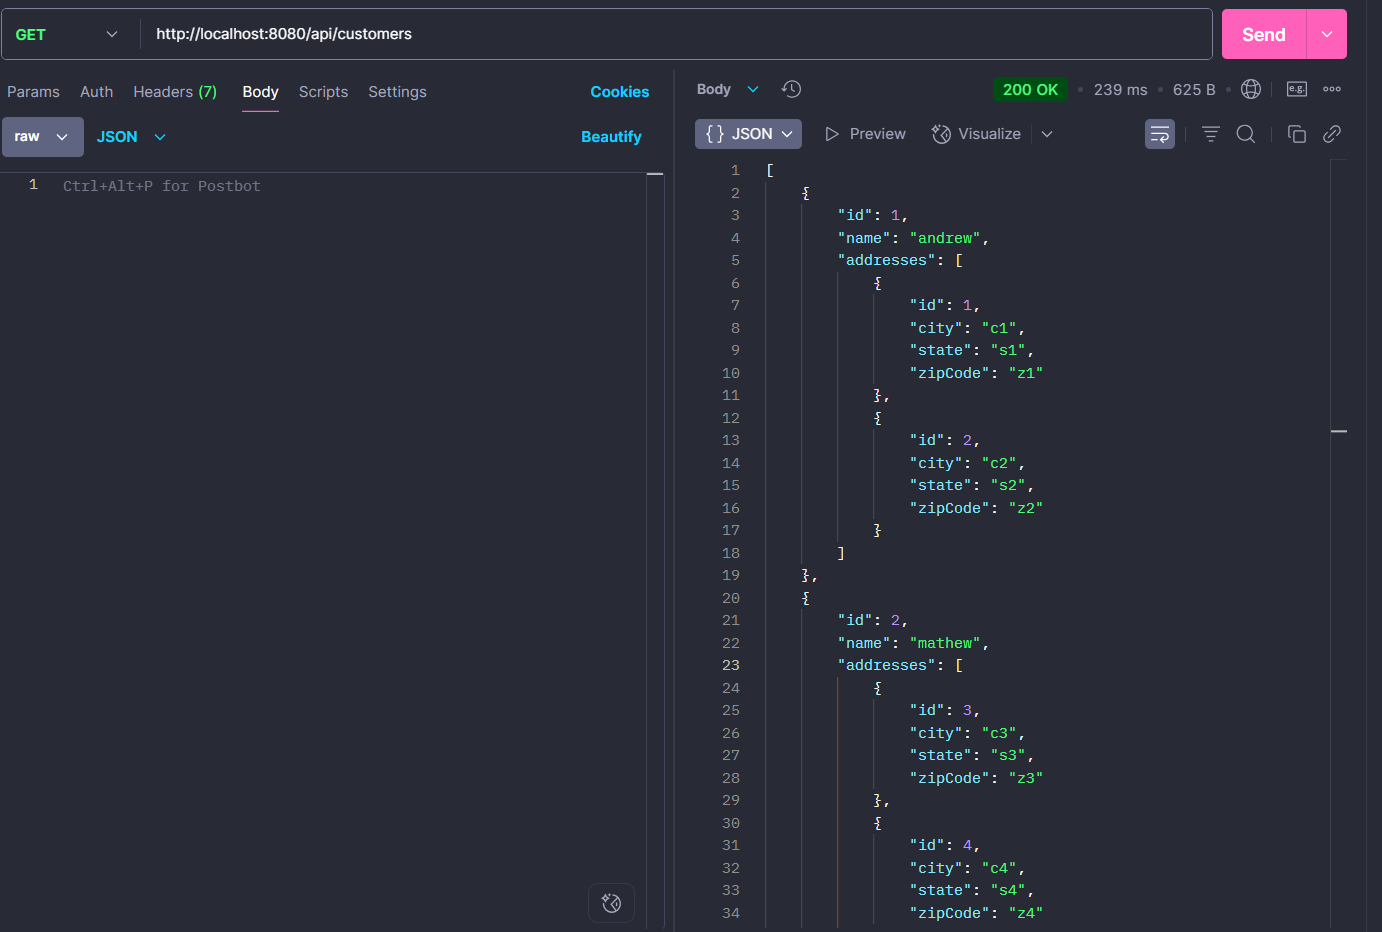 GET http://localhost:8080/api/customers Send
Params Auth Headers (7) Body Scripts Settings Cookies
raw JSON Beautify
1 Ctrl+Alt+P for Postbot
Body 200 OK • 239 ms • 625 B • e.g.
{} JSON Preview Visualize
1 [
2 {
3 "id": 1,
4 "name": "andrew",
5 "addresses": [
6 {
7 "id": 1,
8 "city": "c1",
9 "state": "s1",
10 "zipCode": "z1"
11 },
12 {
13 "id": 2,
14 "city": "c2",
15 "state": "s2",
16 "zipCode": "z2"
17 }
18 ]
19 },
20 {
21 "id": 2,
22 "name": "mathew",
23 "addresses": [
24 {
25 "id": 3,
26 "city": "c3",
27 "state": "s3",
28 "zipCode": "z3"
29 },
30 {
31 "id": 4,
32 "city": "c4",
33 "state": "s4",
34 "zipCode": "z4"